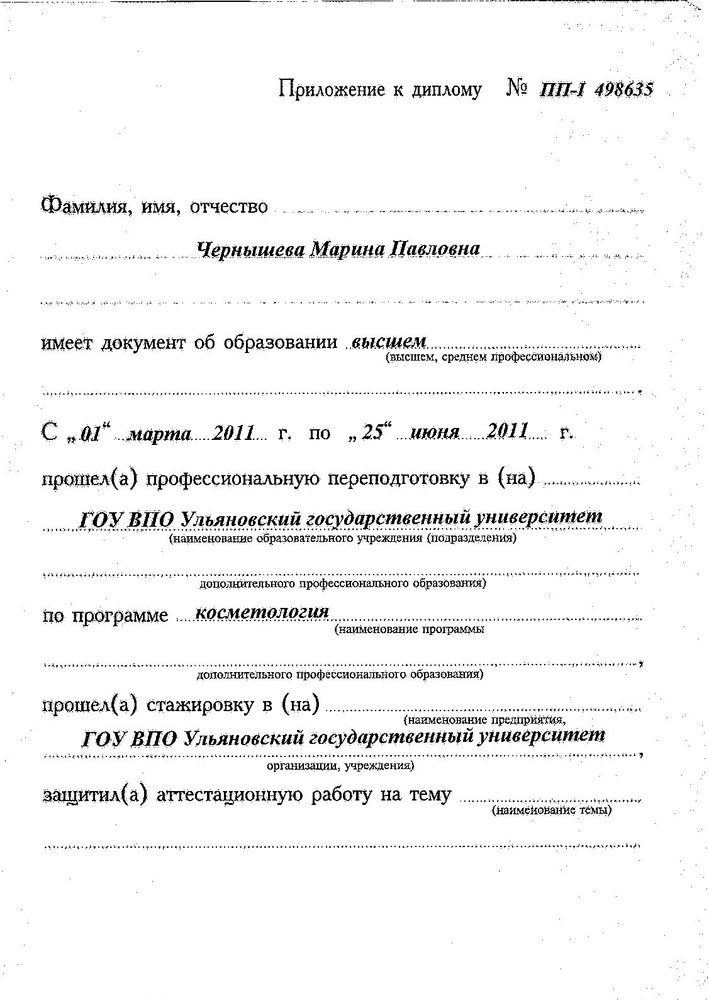 Приложение к диплому № ПП-I 498635
Фамилия, имя, отчество
Чернышева Марина Павловна
имеет документ об образовании высшем
(высшем, среднем профессиональном)
С „01“ марта 2011 г. по „25“ июня 2011 г.
прошел(а) профессиональную переподготовку в (на)
ГОУ ВПО Ульяновский государственный университет
(наименование образовательного учреждения (подразделения)
дополнительного профессионального образования)
по программе косметология
(наименование программы
дополнительного профессионального образования)
прошел(а) стажировку в (на)
(наименование предприятия,
ГОУ ВПО Ульяновский государственный университет
организации, учреждения)
защитил(а) аттестационную работу на тему
(наименование темы)